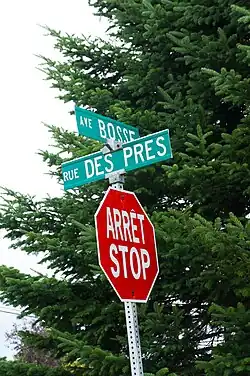 AVE BOSSE
RUE DES PRES
ARRÊT
STOP